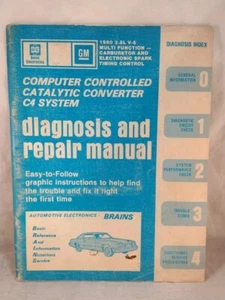 1980 2.8L V-6
MULTI FUNCTION —
CARBURETOR AND
ELECTRONIC SPARK
TIMING CONTROL
GM
COMPUTER CONTROLLED
CATALYTIC CONVERTER
C4 SYSTEM
diagnosis and
repair manual
Easy-to-Follow
graphic instructions to help find
the trouble and fix it right
the first time
AUTOMOTIVE ELECTRONICS BRAINS
Basic
Reference
And
Information
Numbers
Service
DIAGNOSIS INDEX
GENERAL
INFORMATION
0
DIAGNOSTIC
CIRCUIT
CHECK
1
SYSTEM
PERFORMANCE
CHECK
2
TROUBLE
CODES
3
4